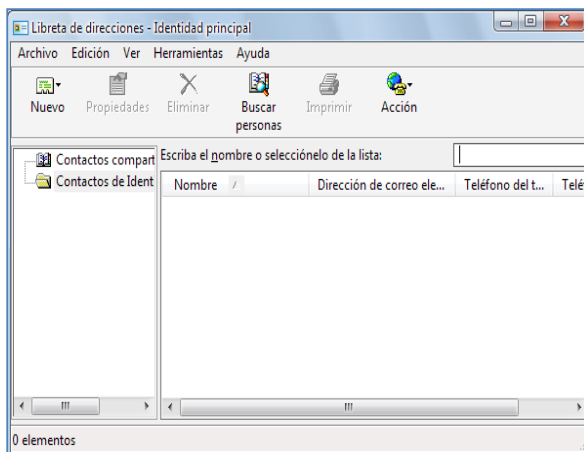 Libreta de direcciones - Identidad principal
Archivo Edición Ver Herramientas Ayuda
Nuevo Propiedades Eliminar Buscar personas Imprimir Acción
Contactos compart
Contactos de Ident
Escriba el nombre o selecciónelo de la lista:
Nombre Dirección de correo ele... Teléfono del t... Telé
0 elementos